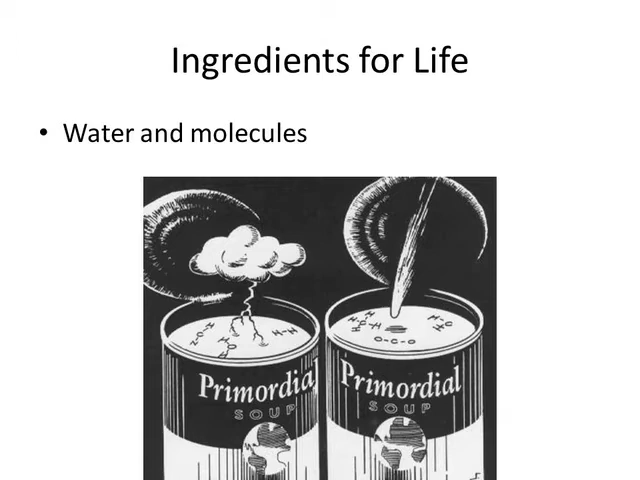 Ingredients for Life
• Water and molecules
H-H
O-C-O
Primordial
SOUP
Primordial
SOUP